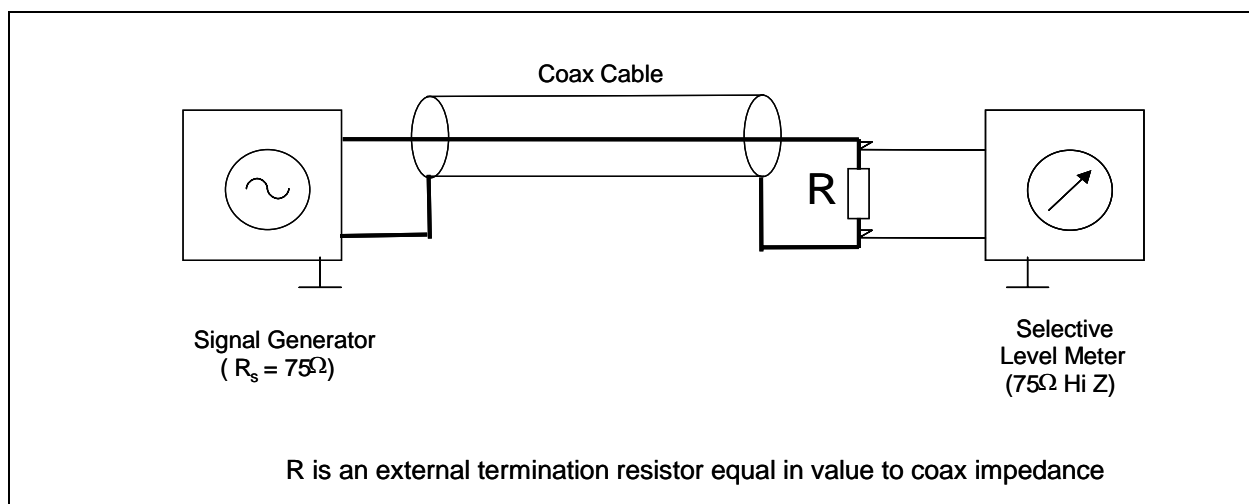 Coax Cable
R
Signal Generator
( Rs = 75Ω)
Selective
Level Meter
(75Ω Hi Z)
R is an external termination resistor equal in value to coax impedance